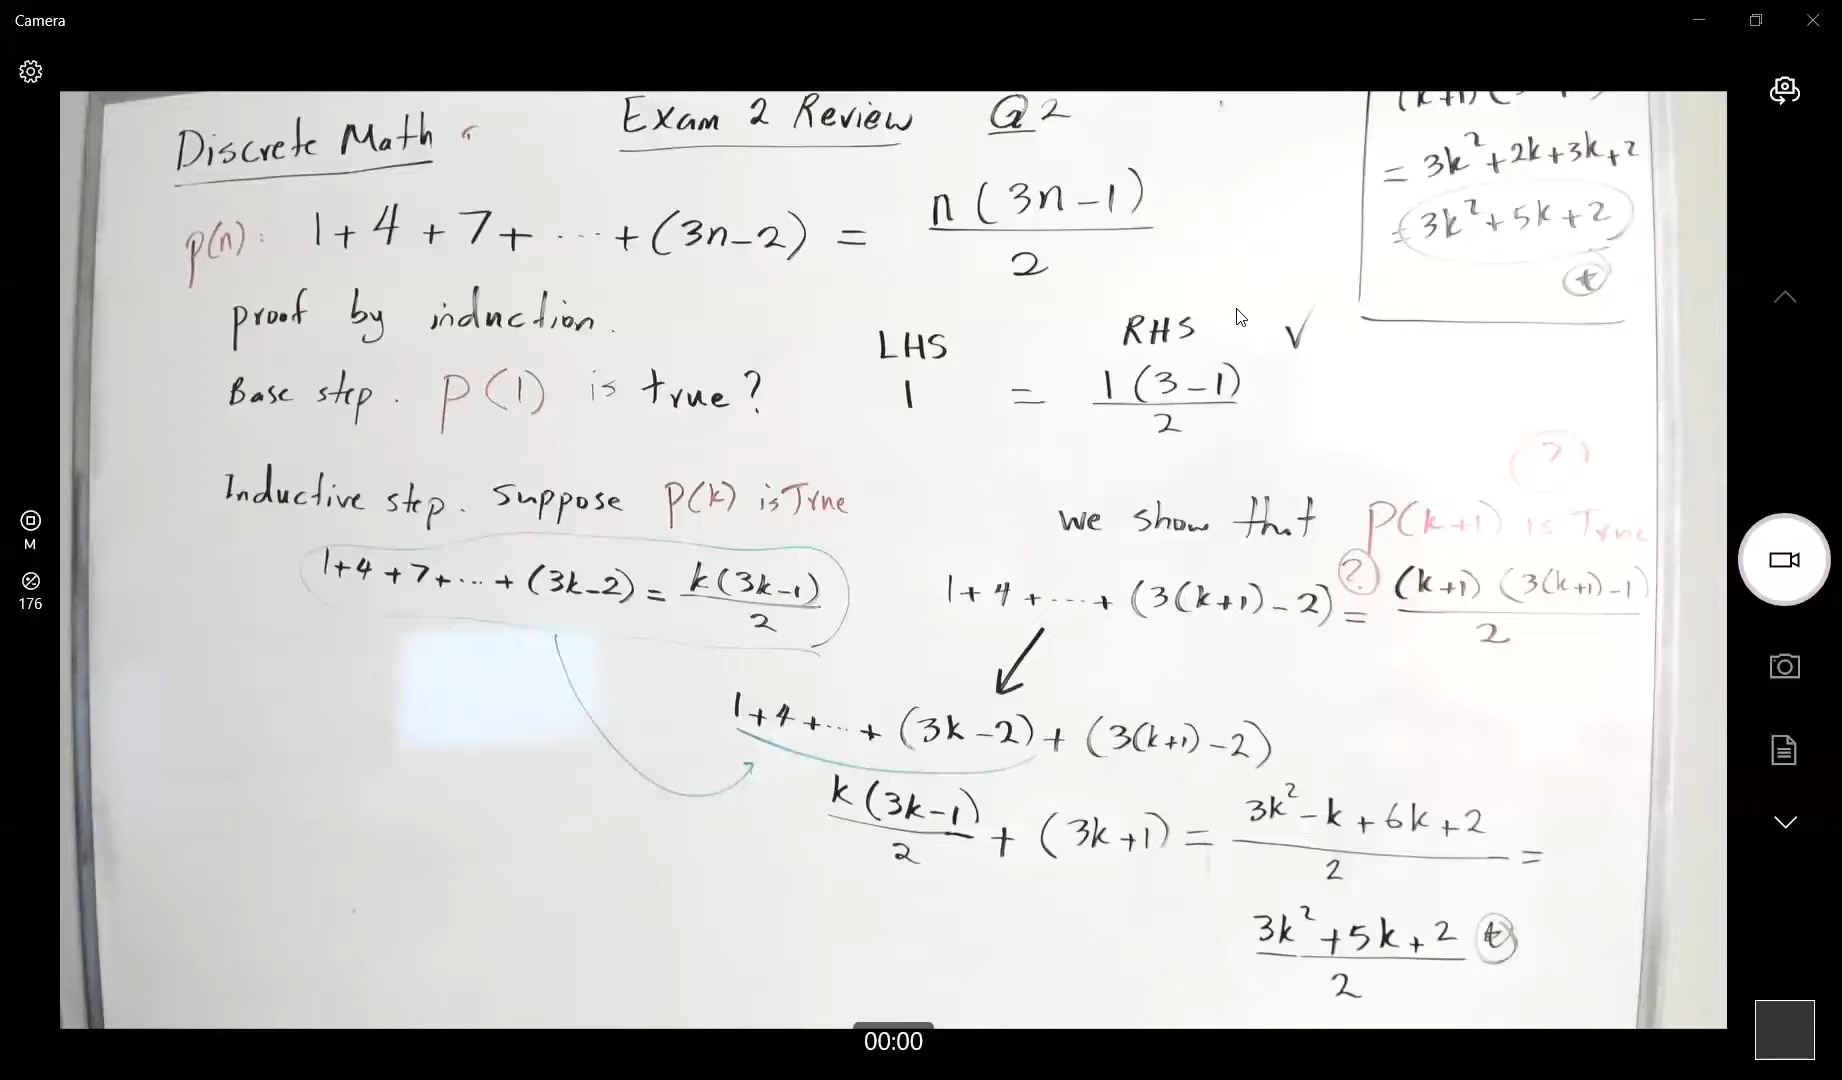 Camera
Discrete Math
Exam 2 Review Q2
p(n): 1+4+7+ ··· +(3n-2) = n(3n-1)/2
proof by induction.
LHS RHS ✓
Base step. P(1) is true? 1 = 1(3-1)/2
= 3k²+2k+3k+2
= 3k²+5k+2
(t)
Inductive step. Suppose P(k) is True
1+4+7+···+(3k-2) = k(3k-1)/2
(?)
we show that P(k+1) is True
1+4+····+(3(k+1)-2) =? (k+1)(3(k+1)-1)/2
1+4+···+(3k-2)+(3(k+1)-2)
k(3k-1)/2 + (3k+1) = 3k²-k+6k+2/2 =
3k²+5k+2/2 (t)
M
176
00:00